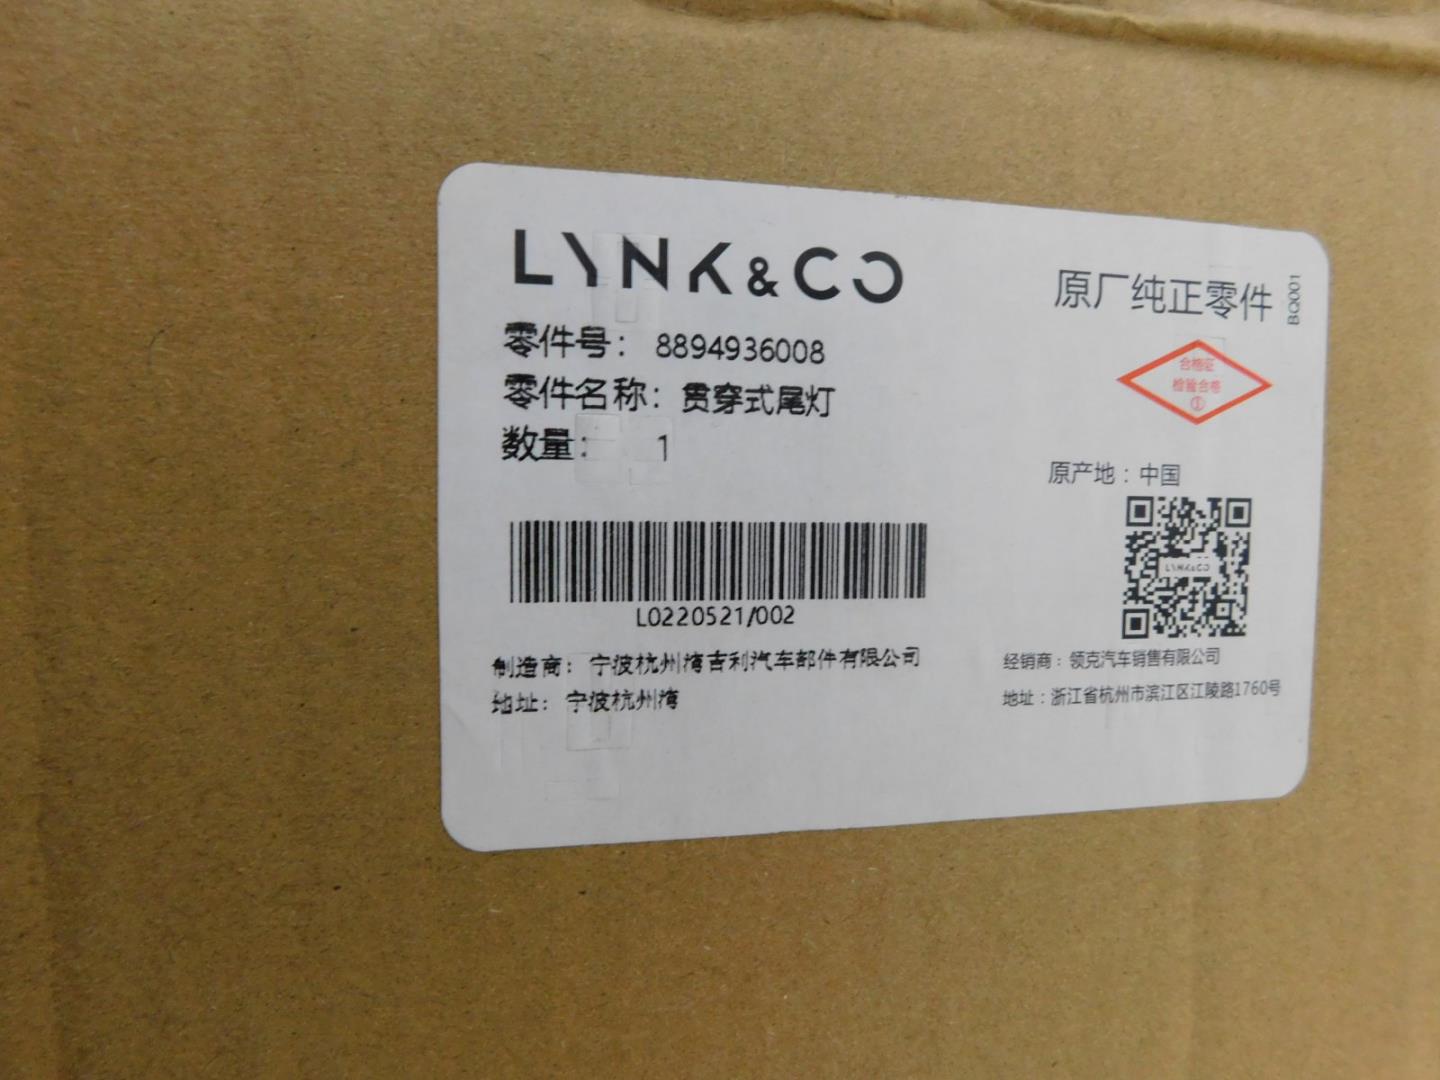 LYNK&CO
原厂纯正零件
BQ001
零件号： 8894936008
零件名称：贯穿式尾灯
数量： 1
合格证
检验合格
①
原产地：中国
LYNK&CO
L0220521/002
制造商： 宁波杭州湾吉利汽车部件有限公司
地址： 宁波杭州湾
经销商：领克汽车销售有限公司
地址：浙江省杭州市滨江区江陵路1760号